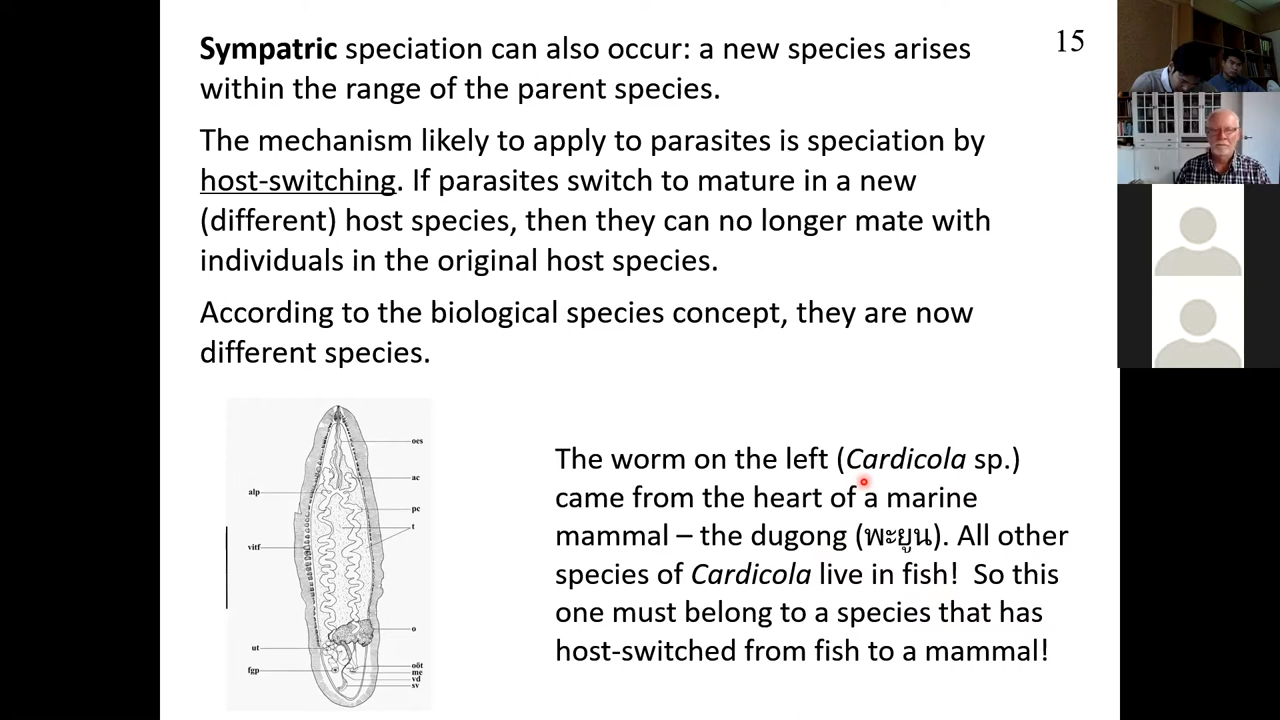 Sympatric speciation can also occur: a new species arises
within the range of the parent species.
15
The mechanism likely to apply to parasites is speciation by
host-switching. If parasites switch to mature in a new
(different) host species, then they can no longer mate with
individuals in the original host species.
According to the biological species concept, they are now
different species.
oes
ac
alp
pc
t
vitf
o
ut
oöt
fgp
me
vd
sv
The worm on the left (Cardicola sp.)
came from the heart of a marine
mammal – the dugong (พะยูน). All other
species of Cardicola live in fish! So this
one must belong to a species that has
host-switched from fish to a mammal!